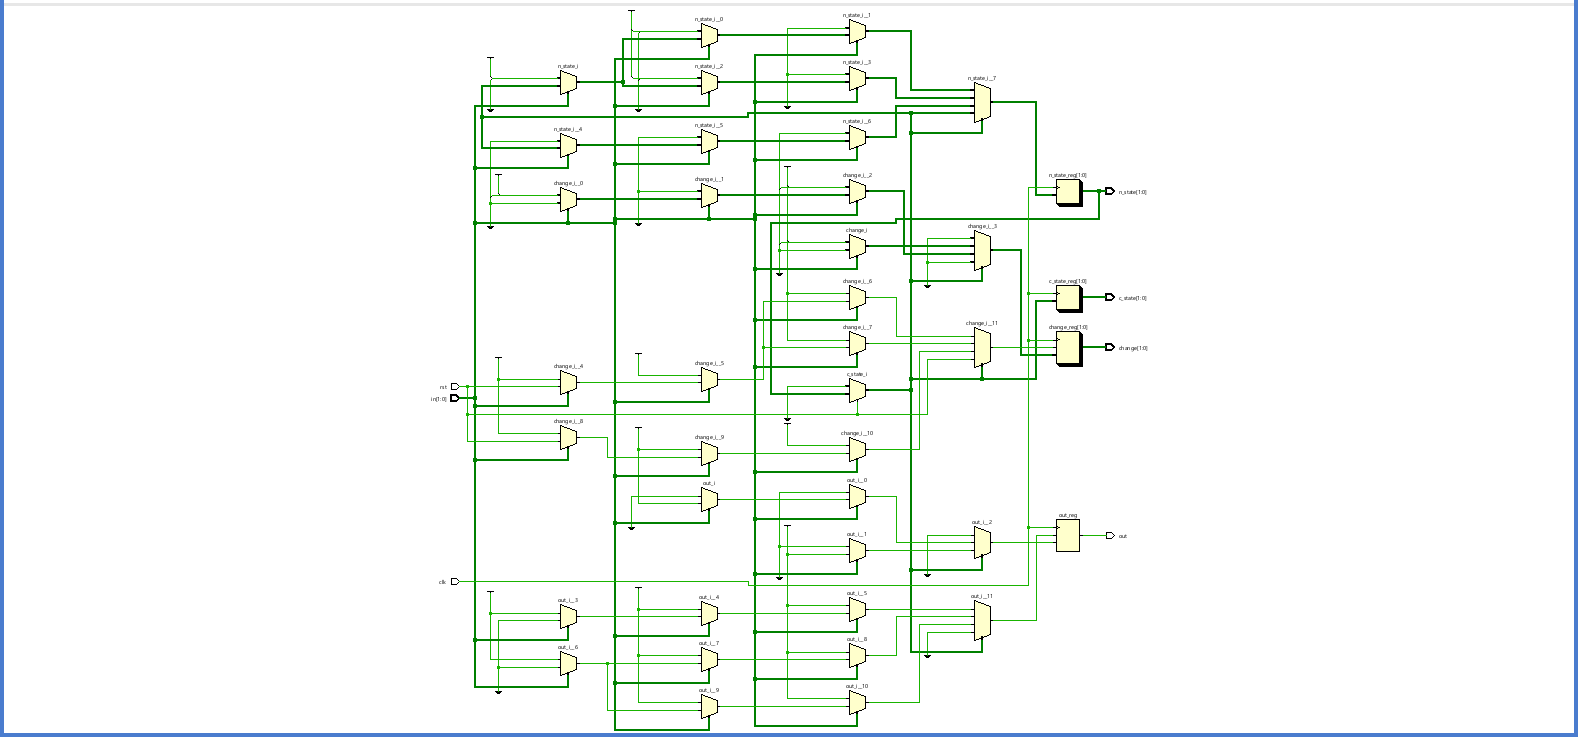 n_state_i__0
n_state_i__1
n_state_i
n_state_i__2
n_state_i__3
n_state_i__7
n_state_i__4
n_state_i__5
n_state_i__6
change_i__0
change_i__1
change_i__2
n_state_reg[1:0]
n_state[1:0]
change_i
change_i__3
change_i__6
c_state_reg[1:0]
c_state[1:0]
change_i__7
change_i__11
change_reg[1:0]
change[1:0]
change_i__4
change_i__5
c_state_i
rst
in[1:0]
change_i__8
change_i__9
change_i__10
out_i
out_i__0
out_i__1
out_i__2
out_reg
out
clk
out_i__3
out_i__4
out_i__5
out_i__11
out_i__6
out_i__7
out_i__8
out_i__9
out_i__10